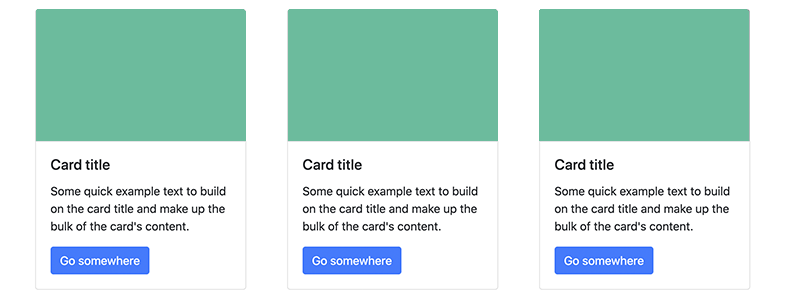 Card title
Some quick example text to build
on the card title and make up the
bulk of the card's content.
Go somewhere
Card title
Some quick example text to build
on the card title and make up the
bulk of the card's content.
Go somewhere
Card title
Some quick example text to build
on the card title and make up the
bulk of the card's content.
Go somewhere